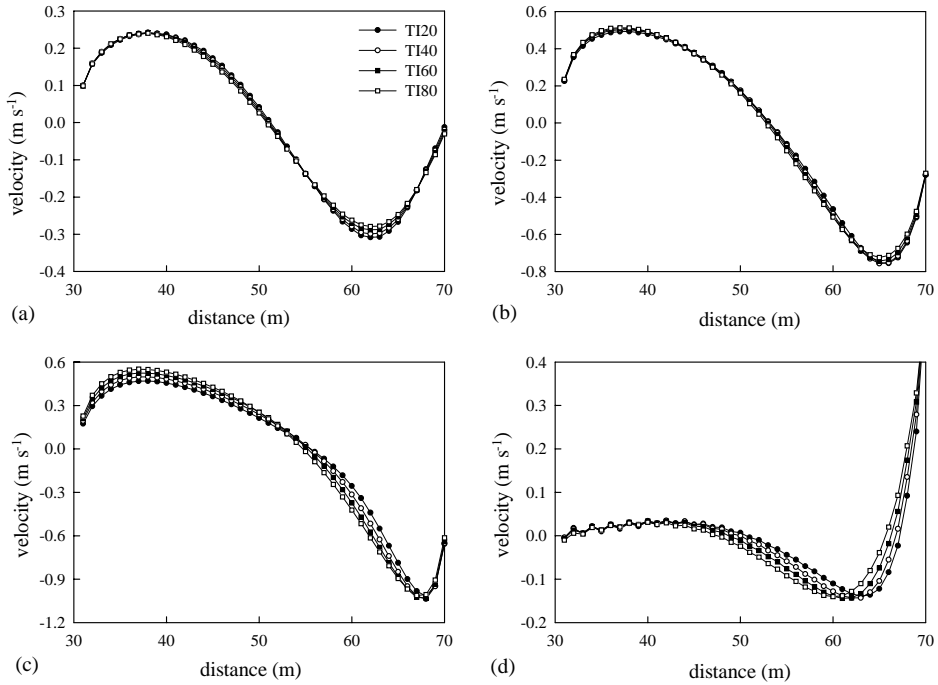 0.4
0.3
0.2
0.1
0.0
-0.1
-0.2
-0.3
-0.4
velocity (m s-1)
TI20
TI40
TI60
TI80
30 40 50 60 70
distance (m)
(a)
0.6
0.4
0.2
0.0
-0.2
-0.4
-0.6
-0.8
velocity (m s-1)
30 40 50 60 70
distance (m)
(b)
0.6
0.3
0.0
-0.3
-0.6
-0.9
-1.2
velocity (m s-1)
30 40 50 60 70
distance (m)
(c)
0.4
0.3
0.2
0.1
0.0
-0.1
-0.2
velocity (m s-1)
30 40 50 60 70
distance (m)
(d)